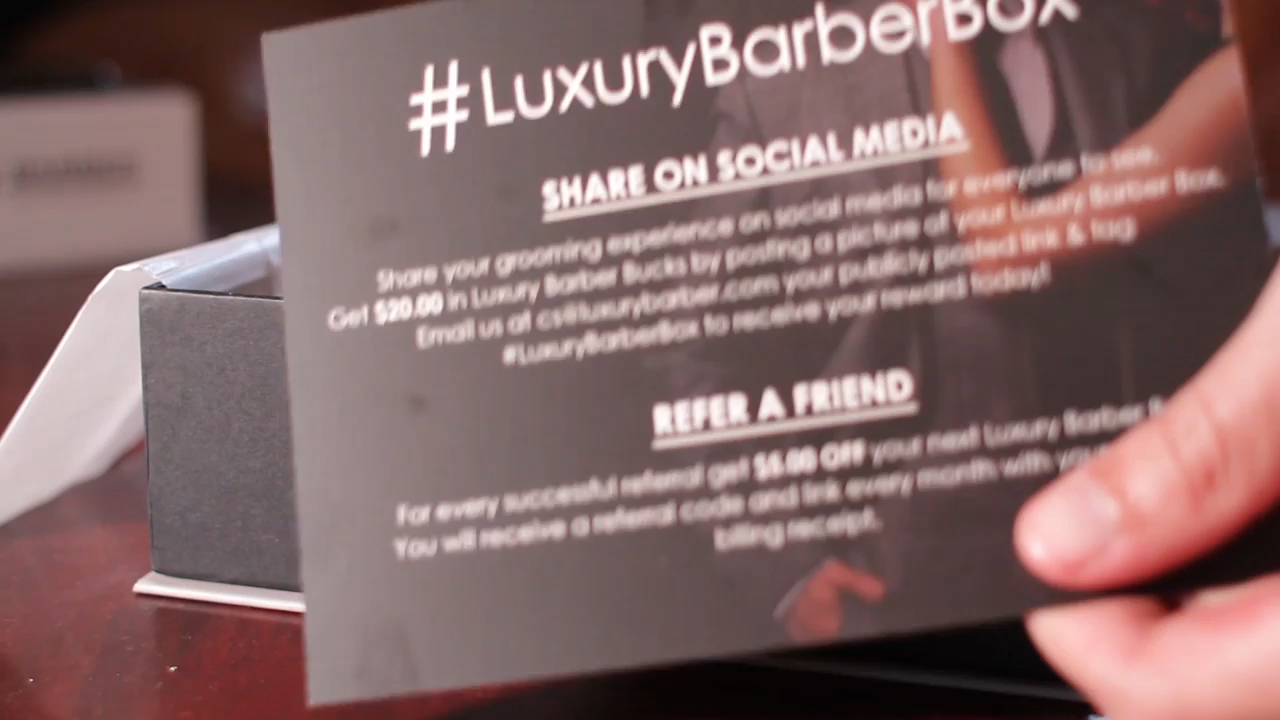 #LuxuryBarberBox
SHARE ON SOCIAL MEDIA
Share your grooming experience on social media for everyone to see.
Get $20.00 in Luxury Barber Bucks by posting a picture of your Luxury Barber Box.
Email us at cs@luxurybarber.com your publicly posted link & tag
#LuxuryBarberBox to receive your reward today!
REFER A FRIEND
For every successful referral get $5.00 OFF your next Luxury Barber
You will receive a referral code and link every month with
billing receipt.